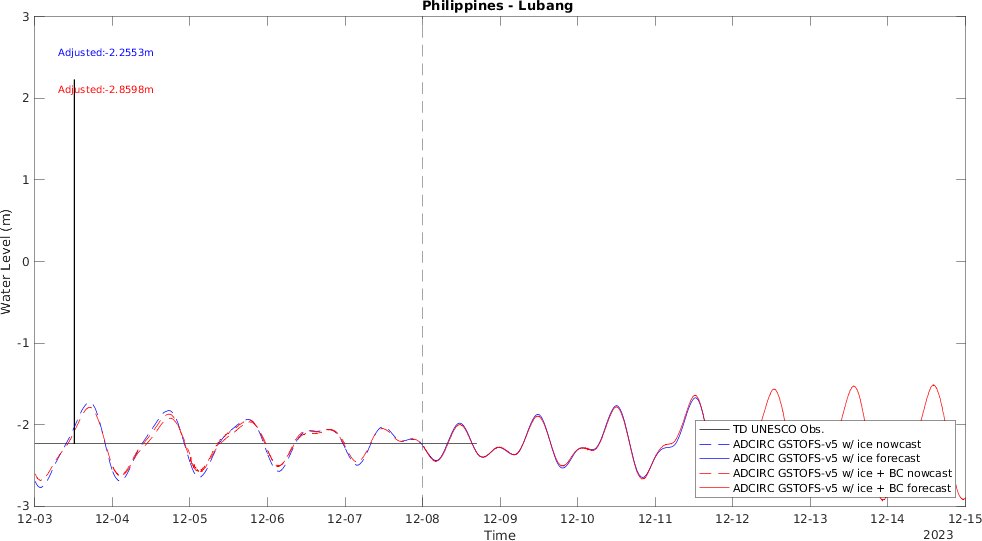 Philippines - Lubang
3
Adjusted:-2.2553m
Adjusted:-2.8598m
2
1
0
-1
-2
-3
Water Level (m)
TD UNESCO Obs.
ADCIRC GSTOFS-v5 w/ ice nowcast
ADCIRC GSTOFS-v5 w/ ice forecast
ADCIRC GSTOFS-v5 w/ ice + BC nowcast
ADCIRC GSTOFS-v5 w/ ice + BC forecast
12-03 12-04 12-05 12-06 12-07 12-08 12-09 12-10 12-11 12-12 12-13 12-14 12-15
Time
2023